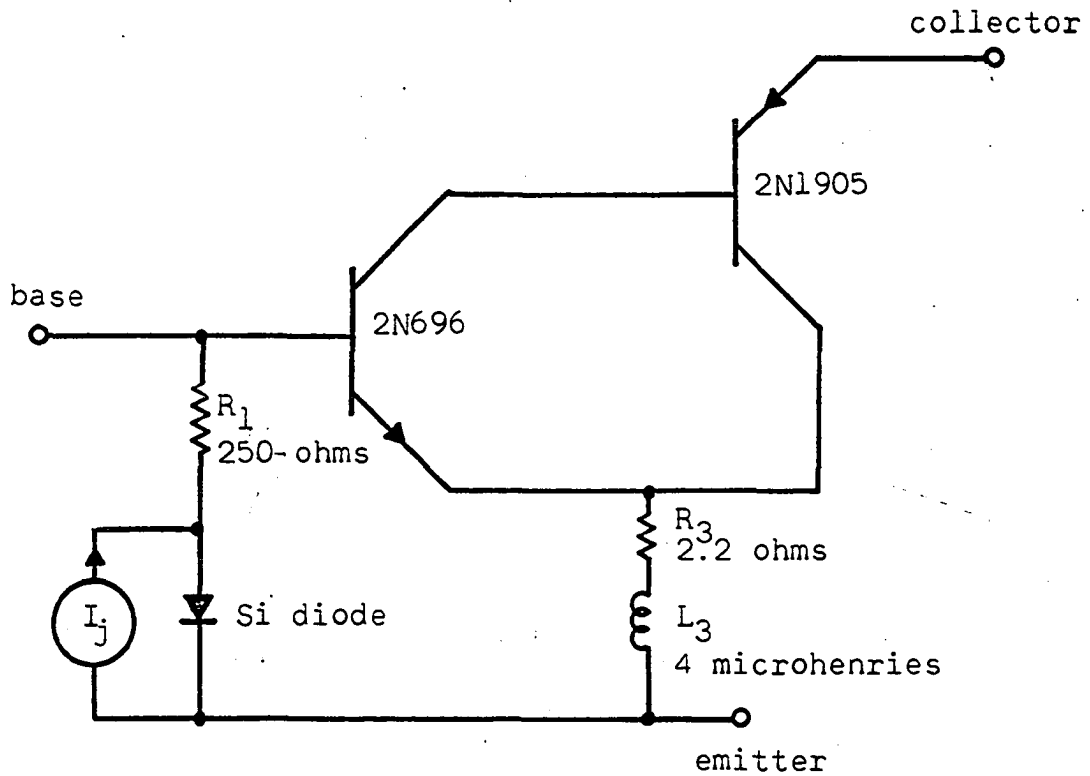 collector
2N1905
base
2N696
R1
250-ohms
R3
2.2 ohms
Ij
Si diode
L3
4 microhenries
emitter